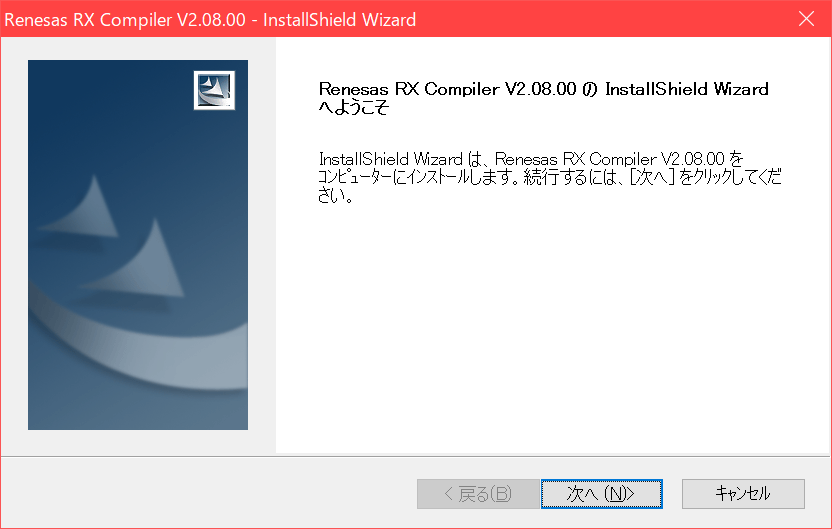 Renesas RX Compiler V2.08.00 - InstallShield Wizard
Renesas RX Compiler V2.08.00 の InstallShield Wizard
へようこそ
InstallShield Wizard は、Renesas RX Compiler V2.08.00 を
コンピューターにインストールします。続行するには、[次へ] をクリックしてくだ
さい。
< 戻る(B)
次へ (N)>
キャンセル